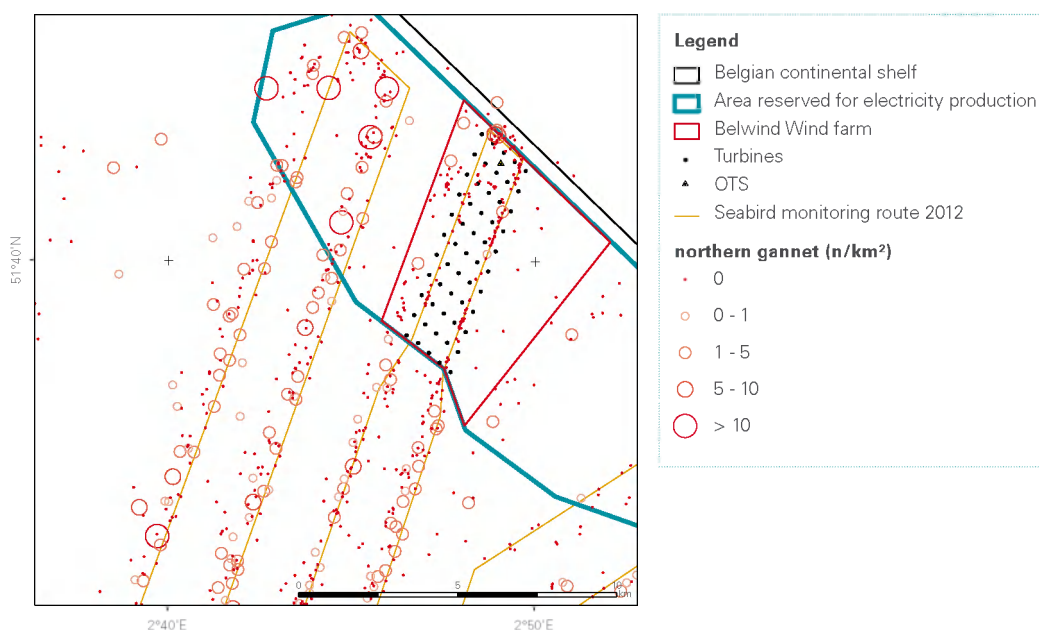 Legend
Belgian continental shelf
Area reserved for electricity production
Belwind Wind farm
Turbines
OTS
Seabird monitoring route 2012
northern gannet (n/km²)
0
0 - 1
1 - 5
5 - 10
> 10
51°40'N
0
5
10
km
2°40'E
2°50'E